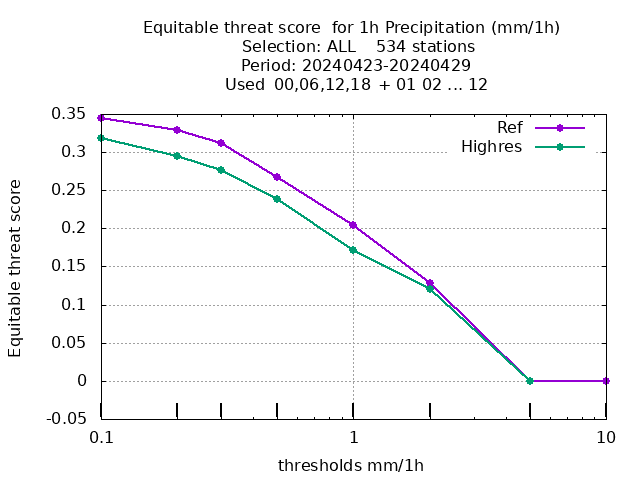 Equitable threat score  for 1h Precipitation (mm/1h)
Selection: ALL    534 stations
Period: 20240423-20240429
Used  00,06,12,18 + 01 02 ... 12
Ref
Highres
0.35
0.3
0.25
0.2
0.15
0.1
0.05
0
-0.05
Equitable threat score
0.1
1
10
thresholds mm/1h